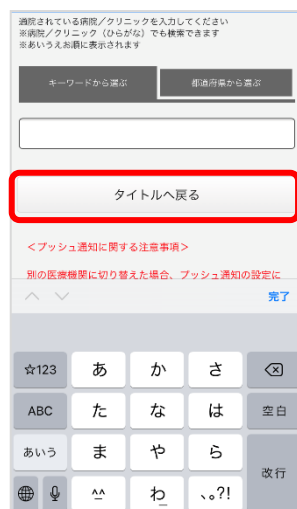 通院されている病院／クリニックを入力してください
※病院／クリニック（ひらがな）でも検索できます
※あいうえお順に表示されます
キーワードから選ぶ
都道府県から選ぶ
タイトルへ戻る
＜プッシュ通知に関する注意事項＞
別の医療機関に切り替えた場合、プッシュ通知の設定に
完了
☆123
あ
か
さ
ABC
た
な
は
空白
あいう
ま
や
ら
改行
^^
わ
、。?!